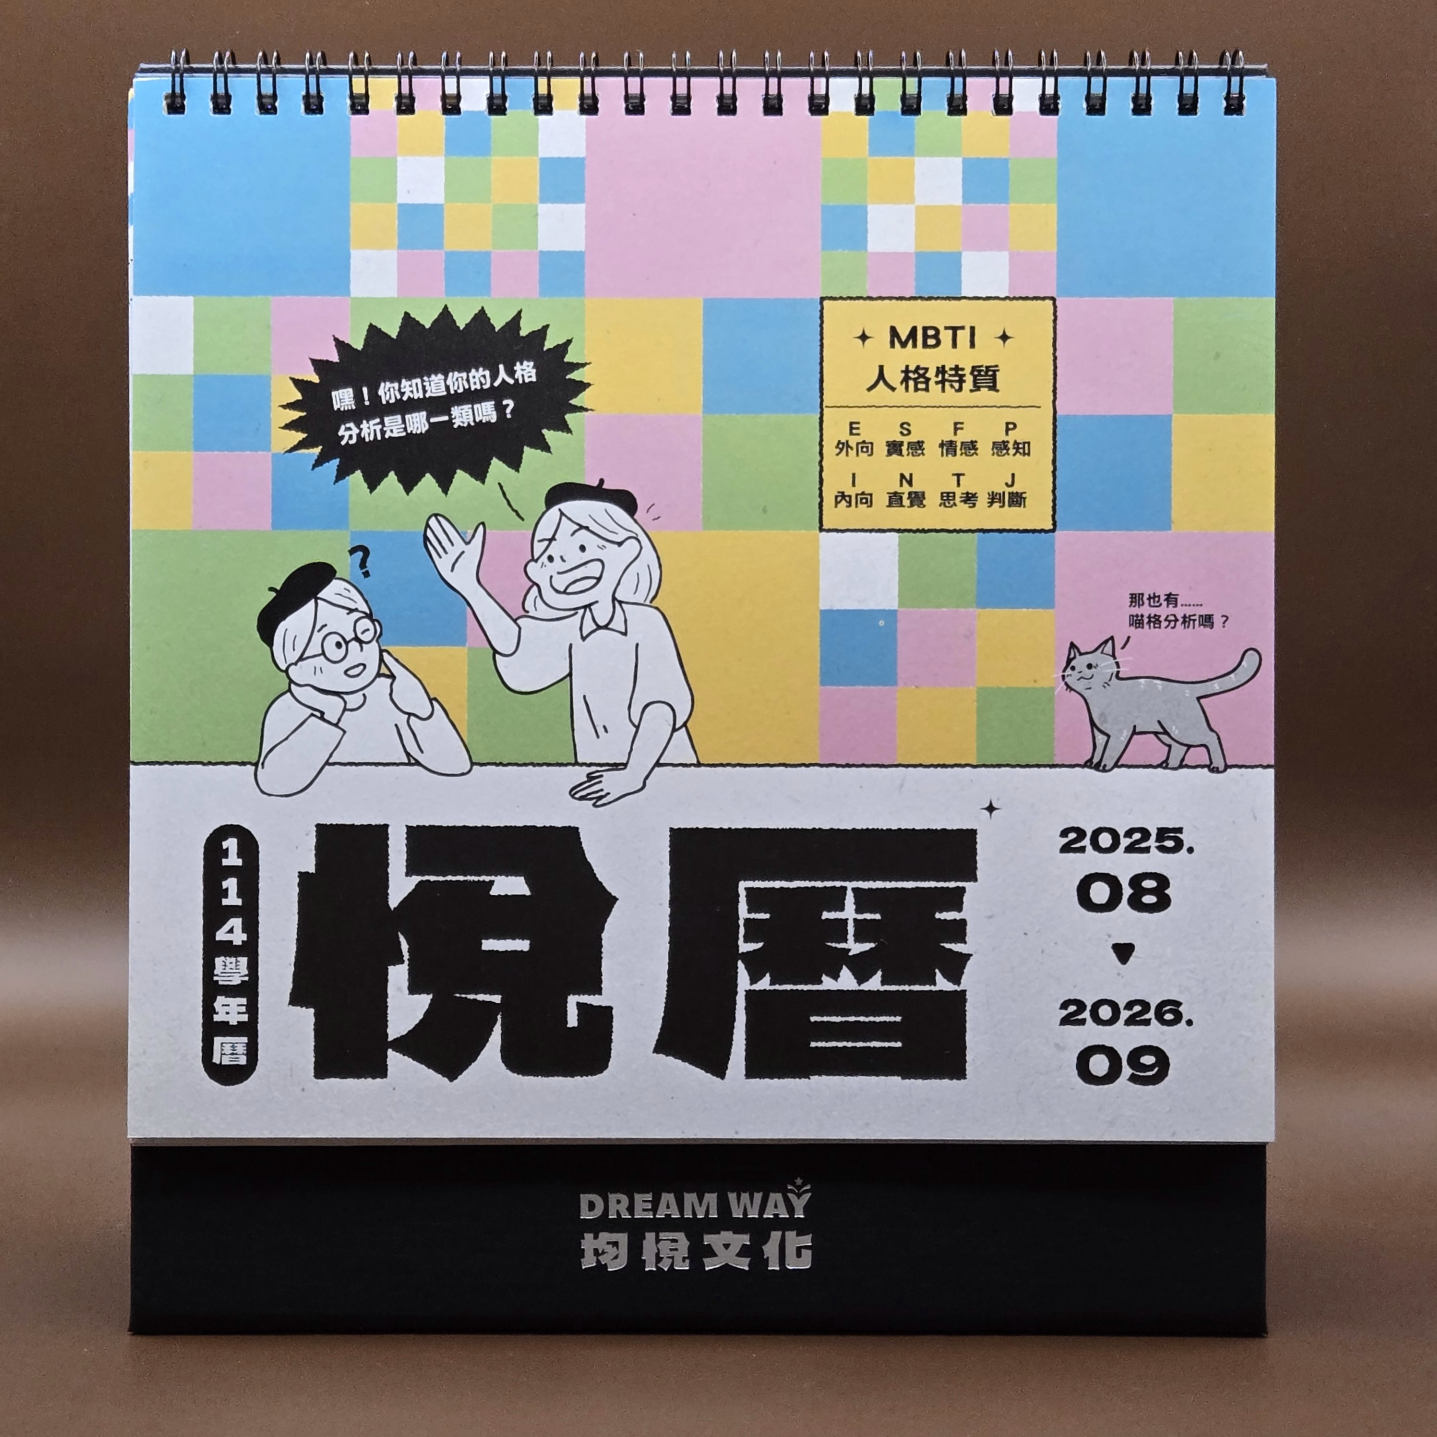 嘿！你知道你的人格
分析是哪一類嗎？
MBTI
人格特質
E S F P
外向 實感 情感 感知
I N T J
內向 直覺 思考 判斷
?
那也有……
喵格分析嗎？
114學年曆
悅曆
2025.
08
2026.
09
DREAM WAY
均悅文化